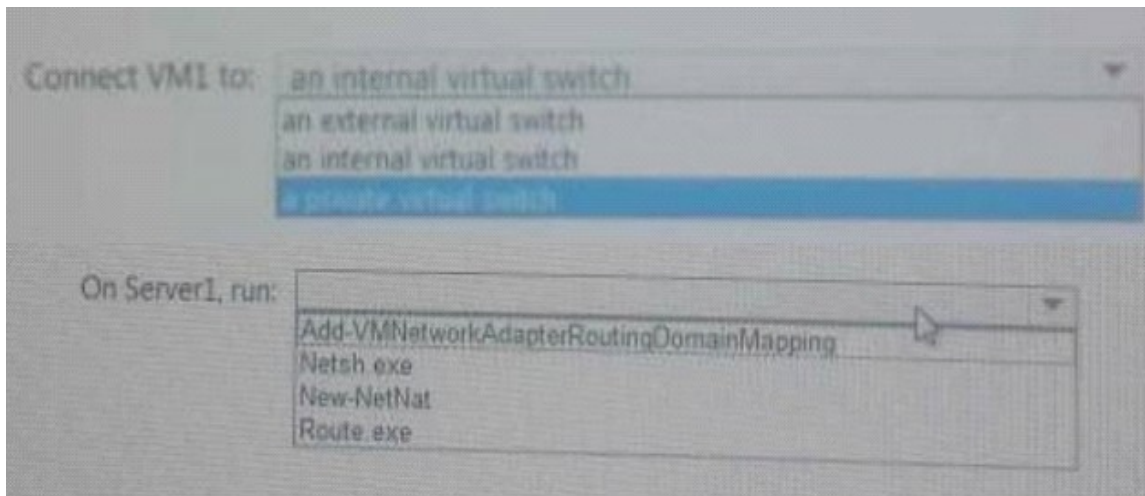 Connect VM1 to: an internal virtual switch
an external virtual switch
an internal virtual switch
a private virtual switch
On Server1, run:
Add-VMNetworkAdapterRoutingDomainMapping
Netsh.exe
New-NetNat
Route.exe